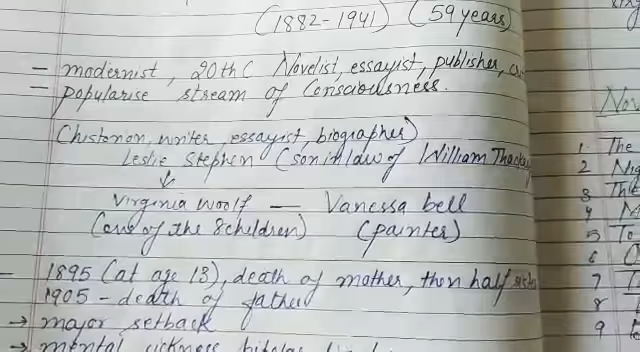 (1882-1941) (59 years)
- modernist, 20th C Novelist, essayist, publisher,
- popularise stream of Consciousness.
writer, essayist, biographer)
Leslie Stephen (son in law of William
↓
Virginia Woolf — Vanessa bell
(one of the 8 children) (painter)
- 1895 (at age 13), death of mother, then half
1905 - death of father
→ major setback
→ mental sickness
1 The
2
3
4
5 To
6
7
8
9